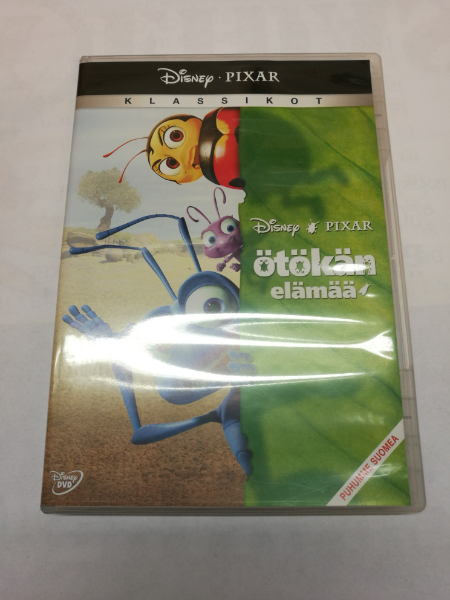 Disney · PIXAR
KLASSIKOT
Disney PIXAR
ötökän
elämää
PUHUMME SUOMEA
Disney
DVD